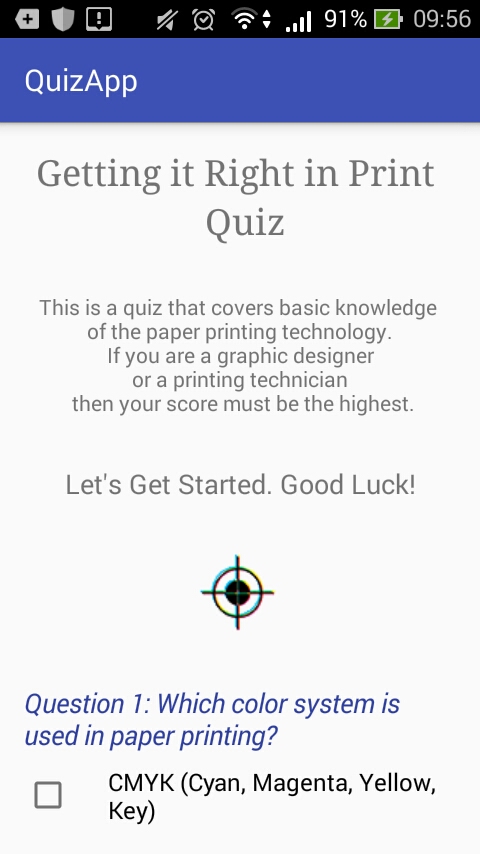 91% 09:56
QuizApp
Getting it Right in Print
Quiz
This is a quiz that covers basic knowledge
of the paper printing technology.
If you are a graphic designer
or a printing technician
then your score must be the highest.
Let's Get Started. Good Luck!
Question 1: Which color system is
used in paper printing?
CMYK (Cyan, Magenta, Yellow,
Key)